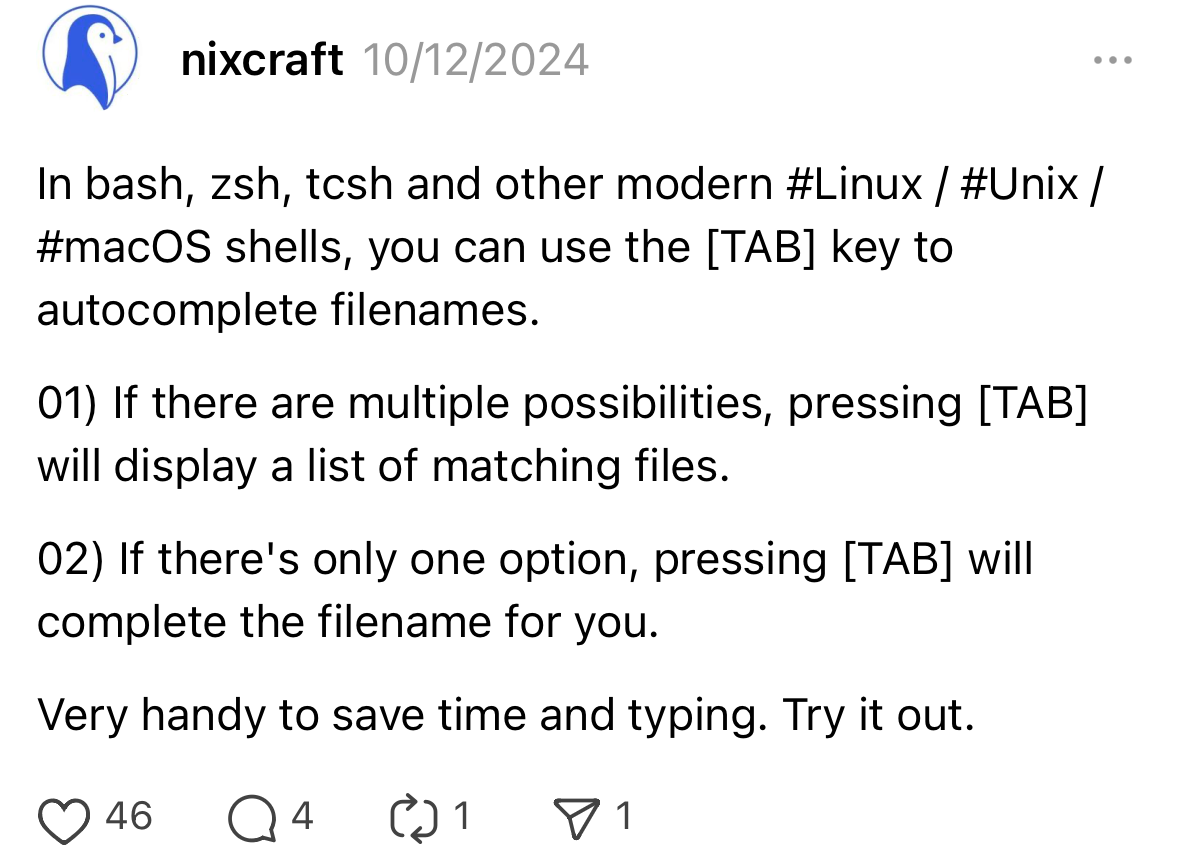 nixcraft 10/12/2024
In bash, zsh, tcsh and other modern #Linux / #Unix /
#macOS shells, you can use the [TAB] key to
autocomplete filenames.
01) If there are multiple possibilities, pressing [TAB]
will display a list of matching files.
02) If there's only one option, pressing [TAB] will
complete the filename for you.
Very handy to save time and typing. Try it out.
46 4 1 1